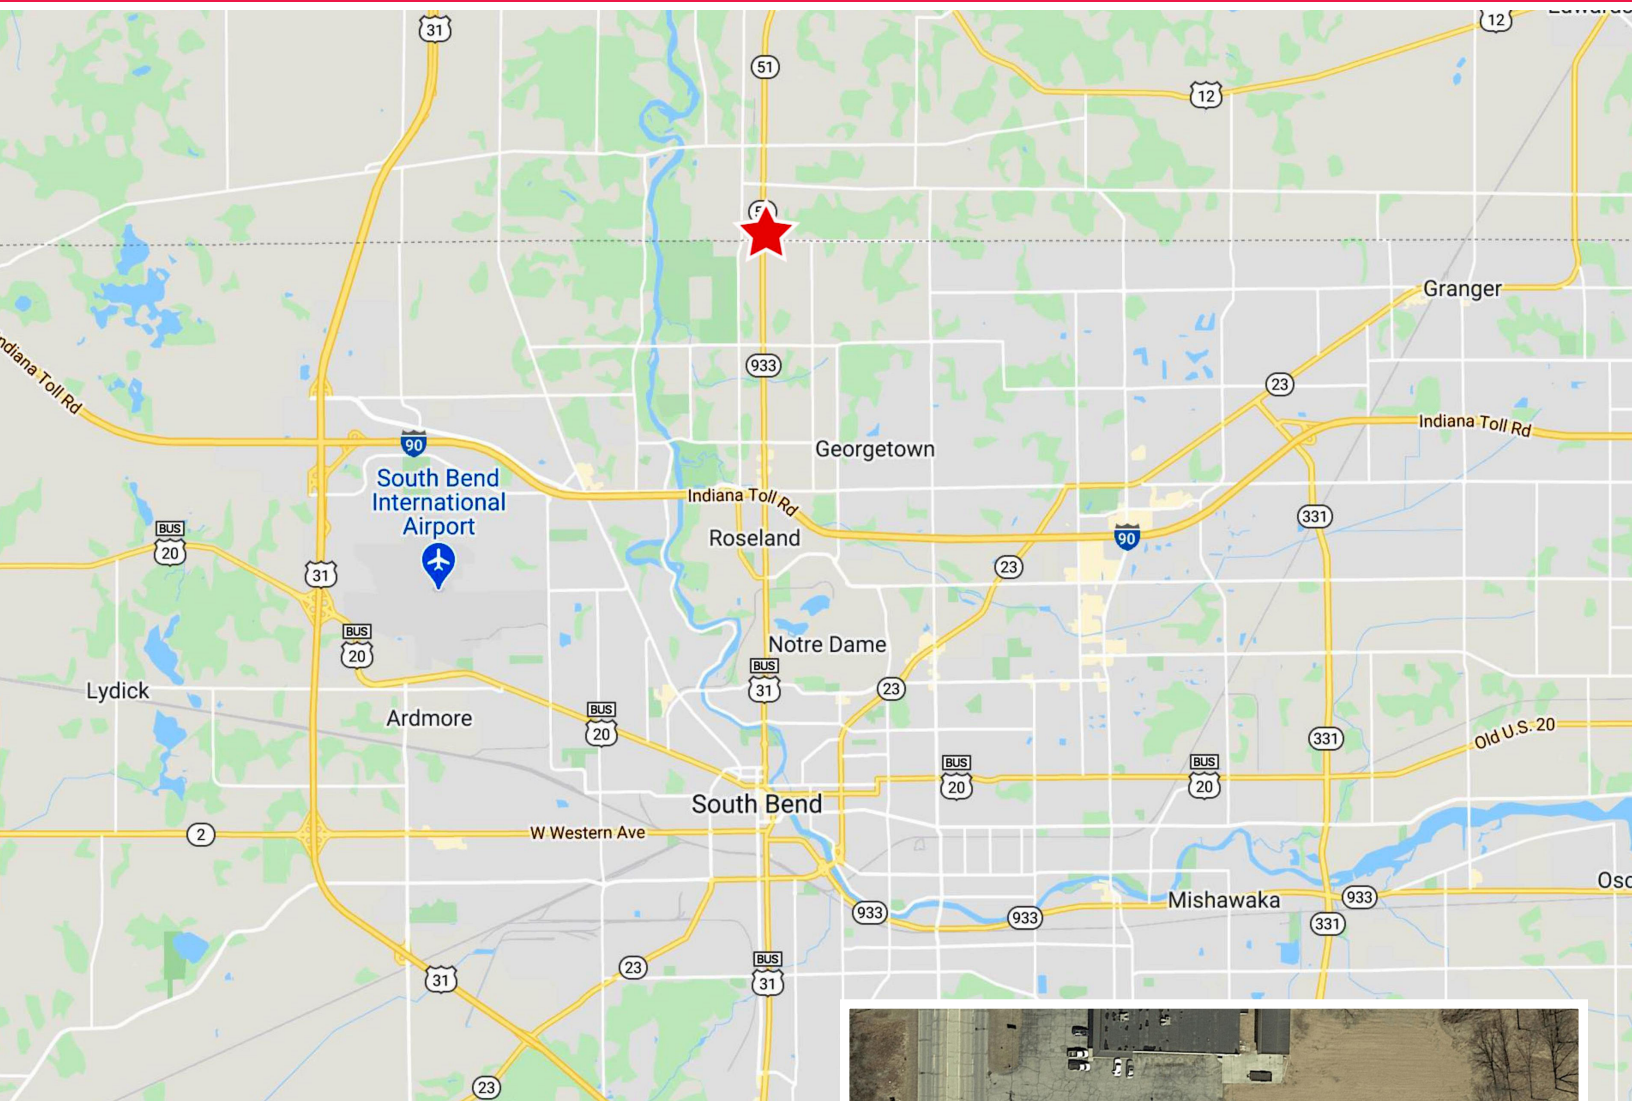 31
51
12
12
933
Granger
23
Indiana Toll Rd
90
Georgetown
South Bend
International
Airport
Indiana Toll Rd
331
BUS
20
Roseland
90
31
23
BUS
20
Notre Dame
BUS
31
23
Lydick
Ardmore
BUS
20
331
Old U.S. 20
BUS
20
BUS
20
South Bend
2
W Western Ave
Mishawaka
933
933
933
331
23
31
BUS
31
23